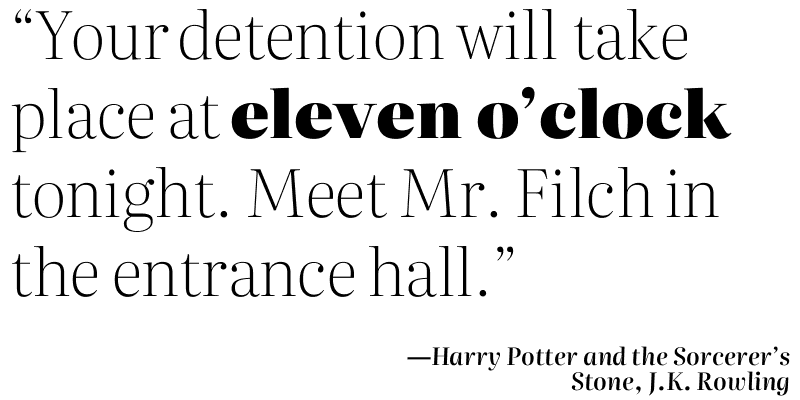 “Your detention will take
place at eleven o’clock
tonight. Meet Mr. Filch in
the entrance hall.”
—Harry Potter and the Sorcerer’s
Stone, J.K. Rowling